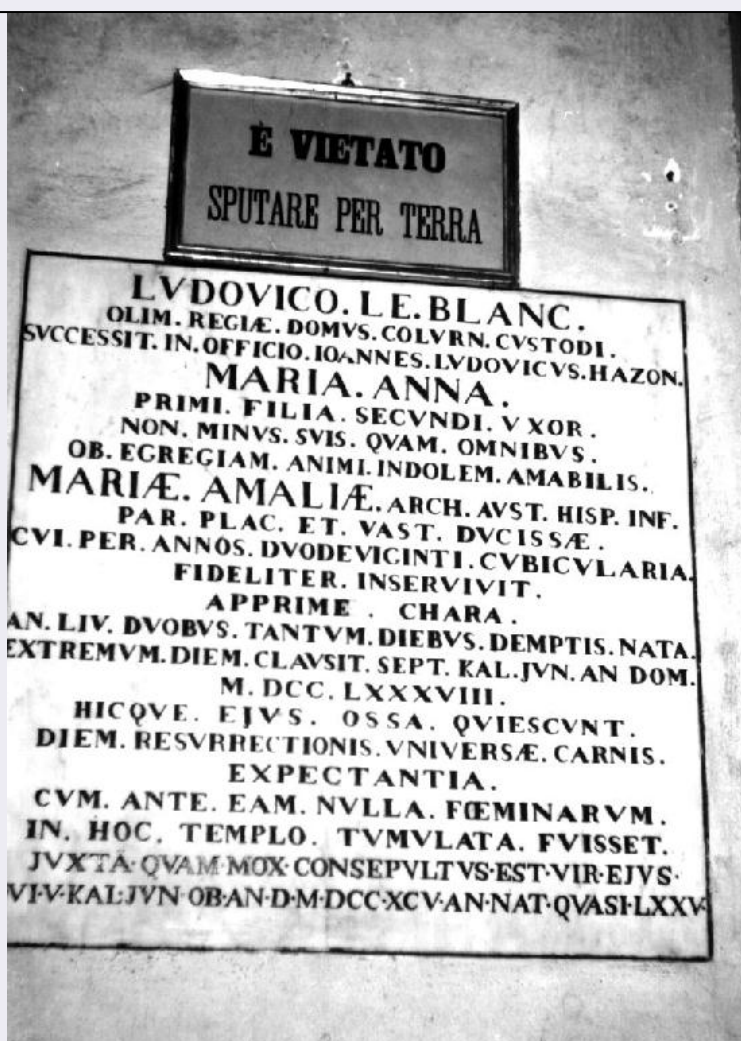 È VIETATO
SPUTARE PER TERRA
LVDOVICO. LE. BLANC.
OLIM. REGIÆ. DOMVS. COLVRN. CVSTODI.
SVCCESSIT. IN. OFFICIO. IOANNES. LVDOVICVS. HAZON.
MARIA. ANNA.
PRIMI. FILIA. SECVNDI. VXOR.
NON. MINVS. SVIS. QVAM. OMNIBVS.
OB. EGREGIAM. ANIMI. INDOLEM. AMABILIS.
MARIÆ. AMALIÆ. ARCH. AVST. HISP. INF.
PAR. PLAC. ET. VAST. DVCISSÆ.
CVI. PER. ANNOS. DVODEVIGINTI. CVBICVLARIA.
FIDELITER. INSERVIVIT.
APPRIME. CHARA.
AN. LIV. DVOBVS. TANTVM. DIEBVS. DEMPTIS. NATA.
EXTREMVM. DIEM. CLAVSIT. SEPT. KAL. JVN. AN DOM.
M. DCC. LXXXVIII.
HICQVE. EJVS. OSSA. QVIESCVNT.
DIEM. RESVRRECTIONIS. VNIVERSÆ. CARNIS.
EXPECTANTIA.
CVM. ANTE. EAM. NVLLA. FŒMINARVM.
IN. HOC. TEMPLO. TVMVLATA. FVISSET.
JVXTA·QVAM·MOX·CONSEPVLTVS·EST·VIR·EJVS·
VI·V·KAL·JVN·OB·AN·D·M·DCC·XCV·AN·NAT·QVASI·LXXV·